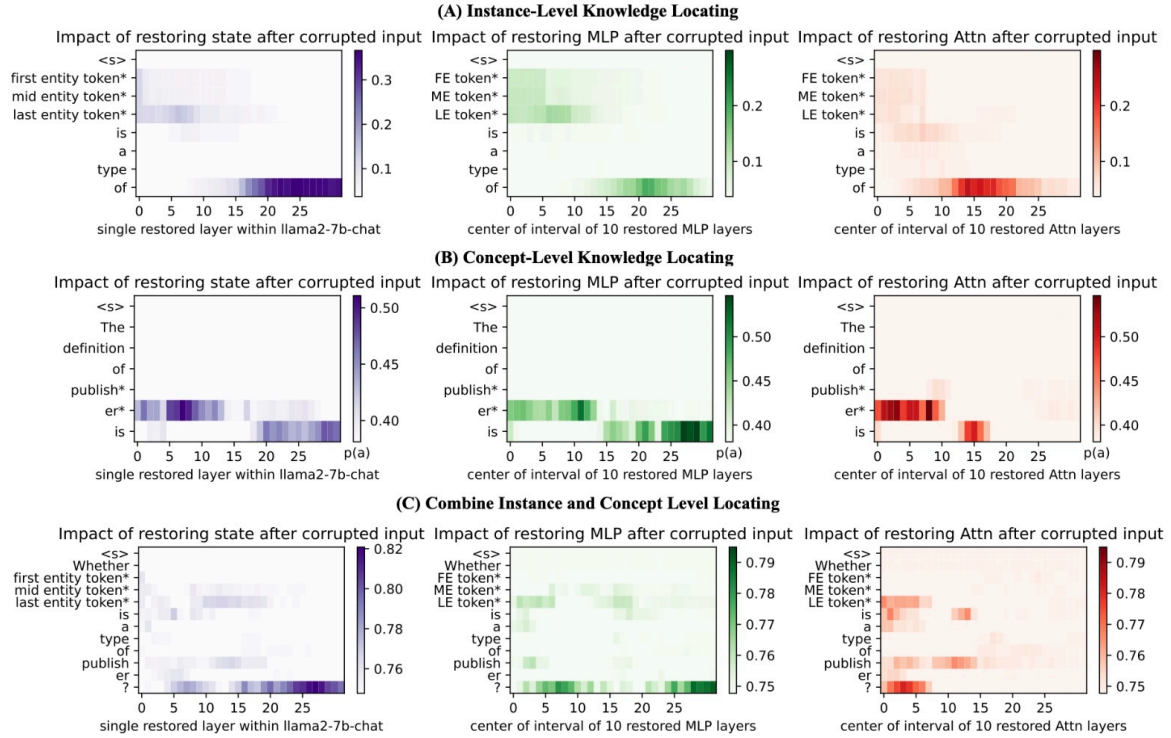 (A) Instance-Level Knowledge Locating
Impact of restoring state after corrupted input
<s>
first entity token*
mid entity token*
last entity token*
is
a
type
of
0 5 10 15 20 25
0.3
0.2
0.1
single restored layer within llama2-7b-chat
Impact of restoring MLP after corrupted input
<s>
FE token*
ME token*
LE token*
is
a
type
of
0 5 10 15 20 25
0.2
0.1
center of interval of 10 restored MLP layers
Impact of restoring Attn after corrupted input
<s>
FE token*
ME token*
LE token*
is
a
type
of
0 5 10 15 20 25
0.2
0.1
center of interval of 10 restored Attn layers
(B) Concept-Level Knowledge Locating
Impact of restoring state after corrupted input
<s>
The
definition
of
publish*
er*
is
0 5 10 15 20 25
0.50
0.45
0.40
p(a)
single restored layer within llama2-7b-chat
Impact of restoring MLP after corrupted input
<s>
The
definition
of
publish*
er*
is
0 5 10 15 20 25
0.50
0.45
0.40
p(a)
center of interval of 10 restored MLP layers
Impact of restoring Attn after corrupted input
<s>
The
definition
of
publish*
er*
is
0 5 10 15 20 25
0.50
0.45
0.40
p(a)
center of interval of 10 restored Attn layers
(C) Combine Instance and Concept Level Locating
Impact of restoring state after corrupted input
<s>
Whether
first entity token*
mid entity token*
last entity token*
is
a
type
of
publish
er
?
0 5 10 15 20 25
0.82
0.80
0.78
0.76
single restored layer within llama2-7b-chat
Impact of restoring MLP after corrupted input
<s>
Whether
FE token*
ME token*
LE token*
is
a
type
of
publish
er
?
0 5 10 15 20 25
0.79
0.78
0.77
0.76
0.75
center of interval of 10 restored MLP layers
Impact of restoring Attn after corrupted input
<s>
Whether
FE token*
ME token*
LE token*
is
a
type
of
publish
er
?
0 5 10 15 20 25
0.79
0.78
0.77
0.76
0.75
center of interval of 10 restored Attn layers